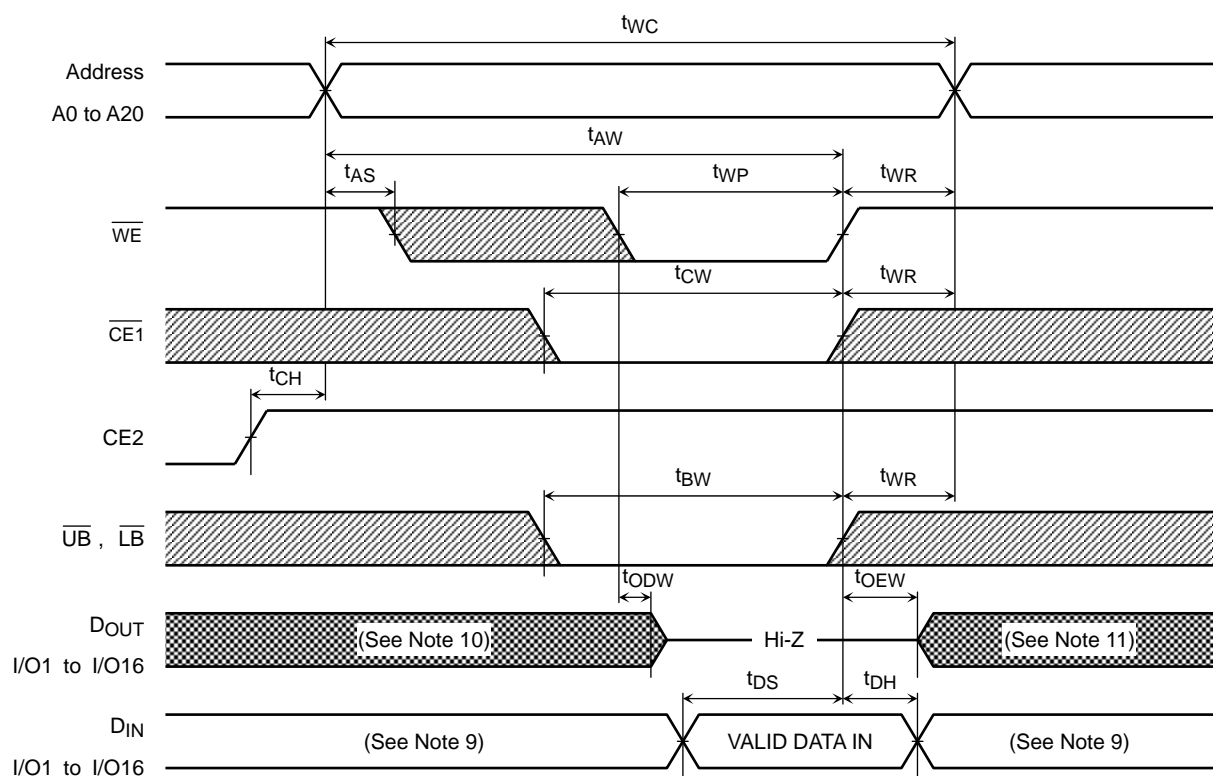 tWC
Address
A0 to A20
tAW
tAS
tWP
tWR
WE
tCW
tWR
CE1
tCH
CE2
tBW
tWR
UB , LB
tODW
tOEW
DOUT
(See Note 10)
Hi-Z
(See Note 11)
I/O1 to I/O16
tDS
tDH
DIN
(See Note 9)
VALID DATA IN
(See Note 9)
I/O1 to I/O16